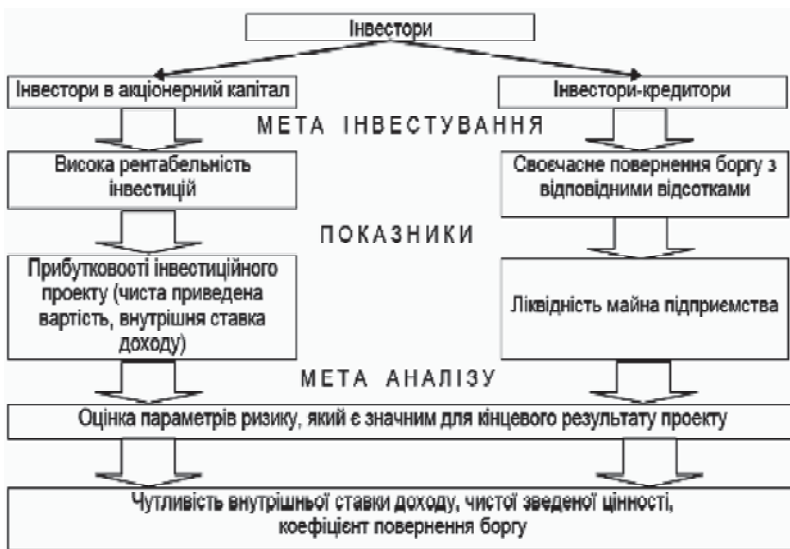 Інвестори
Інвестори в акціонерний капітал
Інвестори-кредитори
МЕТА ІНВЕСТУВАННЯ
Висока рентабельність
інвестицій
Своєчасне повернення боргу з
відповідними відсотками
ПОКАЗНИКИ
Прибутковості інвестиційного
проекту (чиста приведена
вартість, внутрішня ставка
доходу)
Ліквідність майна підприємства
МЕТА АНАЛІЗУ
Оцінка параметрів ризику, який є значним для кінцевого результату проекту
Чутливість внутрішньої ставки доходу, чистої зведеної цінності,
коефіцієнт повернення боргу